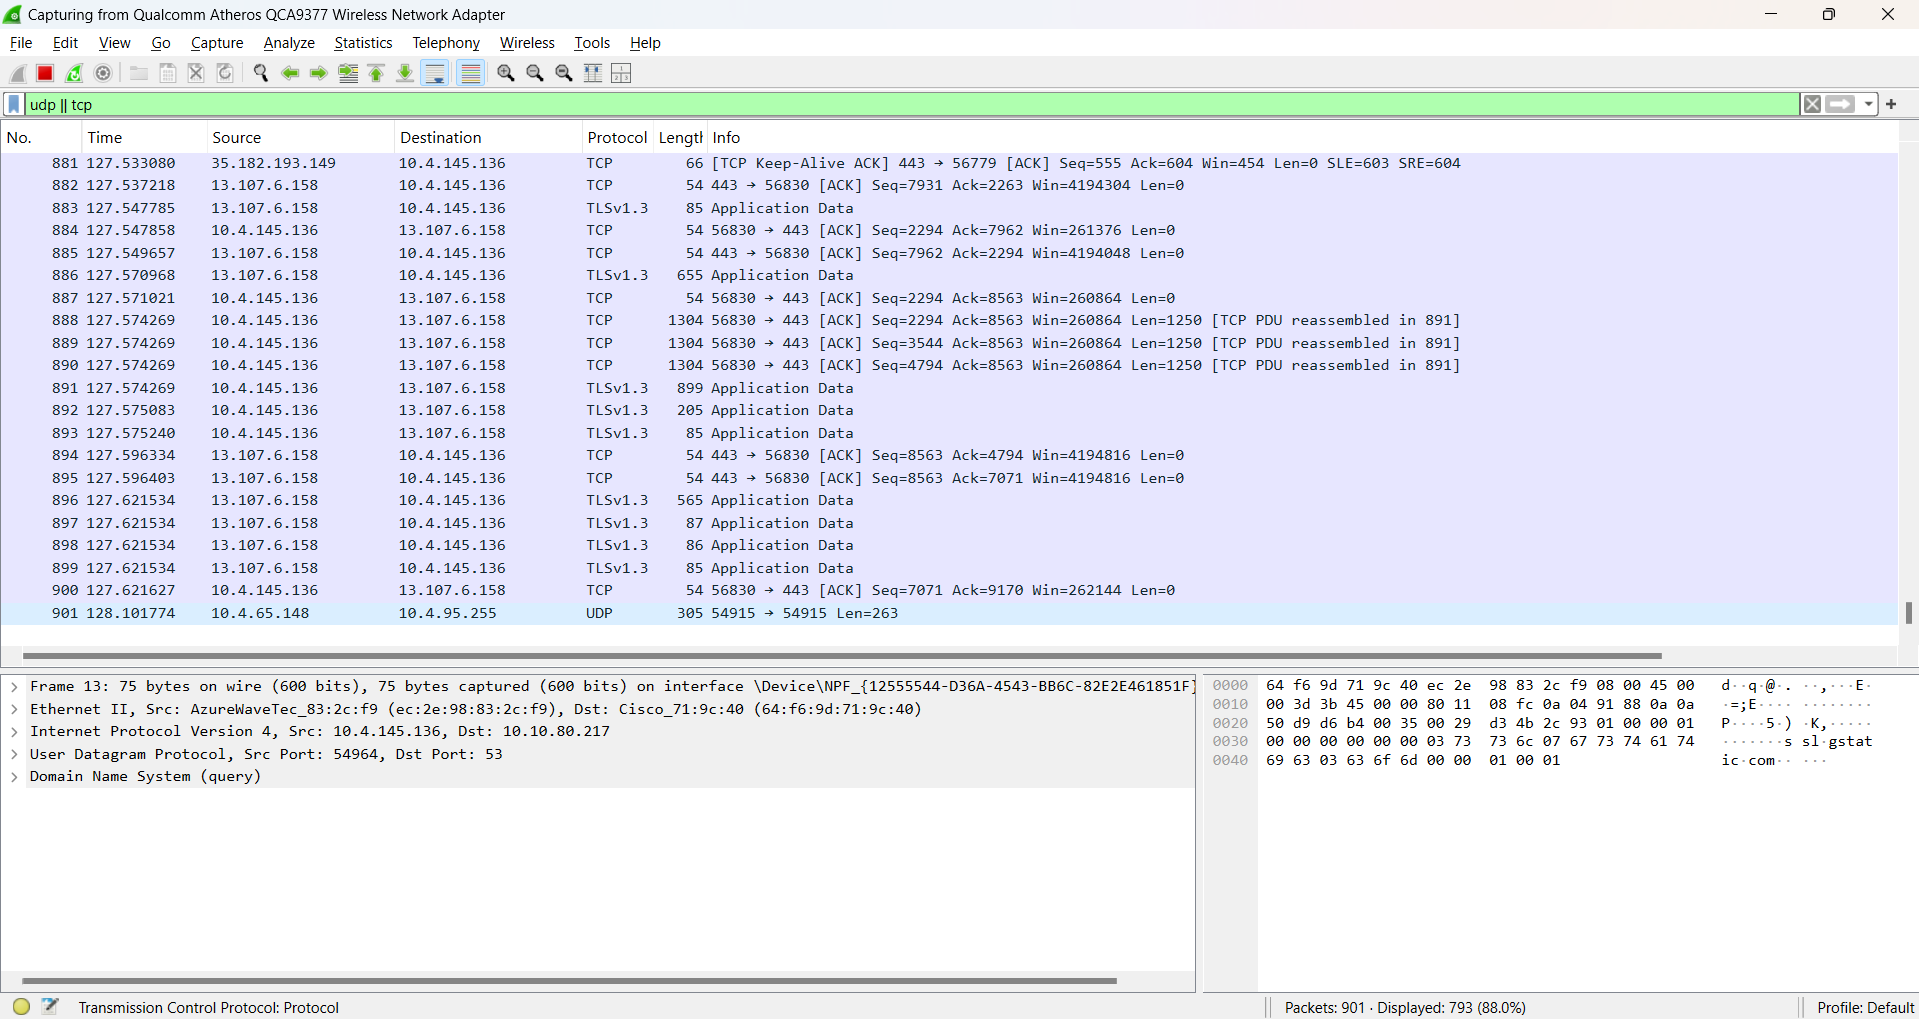 Capturing from Qualcomm Atheros QCA9377 Wireless Network Adapter
File Edit View Go Capture Analyze Statistics Telephony Wireless Tools Help
udp || tcp
No. Time Source Destination Protocol Length Info
881 127.533080 35.182.193.149 10.4.145.136 TCP 66 [TCP Keep-Alive ACK] 443 → 56779 [ACK] Seq=555 Ack=604 Win=454 Len=0 SLE=603 SRE=604
882 127.537218 13.107.6.158 10.4.145.136 TCP 54 443 → 56830 [ACK] Seq=7931 Ack=2263 Win=4194304 Len=0
883 127.547785 13.107.6.158 10.4.145.136 TLSv1.3 85 Application Data
884 127.547858 10.4.145.136 13.107.6.158 TCP 54 56830 → 443 [ACK] Seq=2294 Ack=7962 Win=261376 Len=0
885 127.549657 13.107.6.158 10.4.145.136 TCP 54 443 → 56830 [ACK] Seq=7962 Ack=2294 Win=4194048 Len=0
886 127.570968 13.107.6.158 10.4.145.136 TLSv1.3 655 Application Data
887 127.571021 10.4.145.136 13.107.6.158 TCP 54 56830 → 443 [ACK] Seq=2294 Ack=8563 Win=260864 Len=0
888 127.574269 10.4.145.136 13.107.6.158 TCP 1304 56830 → 443 [ACK] Seq=2294 Ack=8563 Win=260864 Len=1250 [TCP PDU reassembled in 891]
889 127.574269 10.4.145.136 13.107.6.158 TCP 1304 56830 → 443 [ACK] Seq=3544 Ack=8563 Win=260864 Len=1250 [TCP PDU reassembled in 891]
890 127.574269 10.4.145.136 13.107.6.158 TCP 1304 56830 → 443 [ACK] Seq=4794 Ack=8563 Win=260864 Len=1250 [TCP PDU reassembled in 891]
891 127.574269 10.4.145.136 13.107.6.158 TLSv1.3 899 Application Data
892 127.575083 10.4.145.136 13.107.6.158 TLSv1.3 205 Application Data
893 127.575240 10.4.145.136 13.107.6.158 TLSv1.3 85 Application Data
894 127.596334 13.107.6.158 10.4.145.136 TCP 54 443 → 56830 [ACK] Seq=8563 Ack=4794 Win=4194816 Len=0
895 127.596403 13.107.6.158 10.4.145.136 TCP 54 443 → 56830 [ACK] Seq=8563 Ack=7071 Win=4194816 Len=0
896 127.621534 13.107.6.158 10.4.145.136 TLSv1.3 565 Application Data
897 127.621534 13.107.6.158 10.4.145.136 TLSv1.3 87 Application Data
898 127.621534 13.107.6.158 10.4.145.136 TLSv1.3 86 Application Data
899 127.621534 13.107.6.158 10.4.145.136 TLSv1.3 85 Application Data
900 127.621627 10.4.145.136 13.107.6.158 TCP 54 56830 → 443 [ACK] Seq=7071 Ack=9170 Win=262144 Len=0
901 128.101774 10.4.65.148 10.4.95.255 UDP 305 54915 → 54915 Len=263
Frame 13: 75 bytes on wire (600 bits), 75 bytes captured (600 bits) on interface \Device\NPF_{12555544-D36A-4543-BB6C-82E2E461851F}
Ethernet II, Src: AzureWaveTec_83:2c:f9 (ec:2e:98:83:2c:f9), Dst: Cisco_71:9c:40 (64:f6:9d:71:9c:40)
Internet Protocol Version 4, Src: 10.4.145.136, Dst: 10.10.80.217
User Datagram Protocol, Src Port: 54964, Dst Port: 53
Domain Name System (query)
0000 64 f6 9d 71 9c 40 ec 2e 98 83 2c f9 08 00 45 00 d··q·@·. ··,···E·
0010 00 3d 3b 45 00 00 80 11 08 fc 0a 04 91 88 0a 0a ·=;E···· ········
0020 50 d9 d6 b4 00 35 00 29 d3 4b 2c 93 01 00 00 01 P····5·) ·K,·····
0030 00 00 00 00 00 00 03 73 73 6c 07 67 73 74 61 74 ·······s sl·gstat
0040 69 63 03 63 6f 6d 00 00 01 00 01 ic·com·· ···
Transmission Control Protocol: Protocol
Packets: 901 · Displayed: 793 (88.0%)
Profile: Default